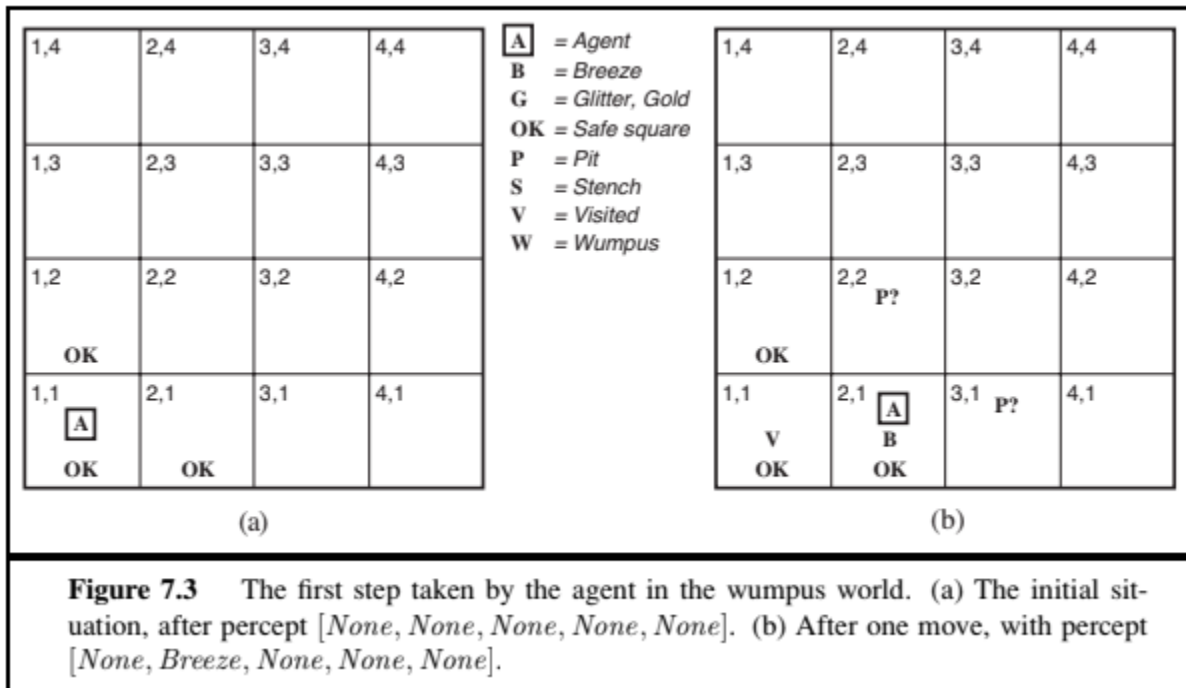 1,4 2,4 3,4 4,4
1,3 2,3 3,3 4,3
1,2 2,2 3,2 4,2
OK
1,1 2,1 3,1 4,1
A
OK OK
(a)
A = Agent
B = Breeze
G = Glitter, Gold
OK = Safe square
P = Pit
S = Stench
V = Visited
W = Wumpus
1,4 2,4 3,4 4,4
1,3 2,3 3,3 4,3
1,2 2,2 3,2 4,2
P?
OK
1,1 2,1 3,1 4,1
A P?
V B
OK OK
(b)
Figure 7.3 The first step taken by the agent in the wumpus world. (a) The initial sit-
uation, after percept [None, None, None, None, None]. (b) After one move, with percept
[None, Breeze, None, None, None].